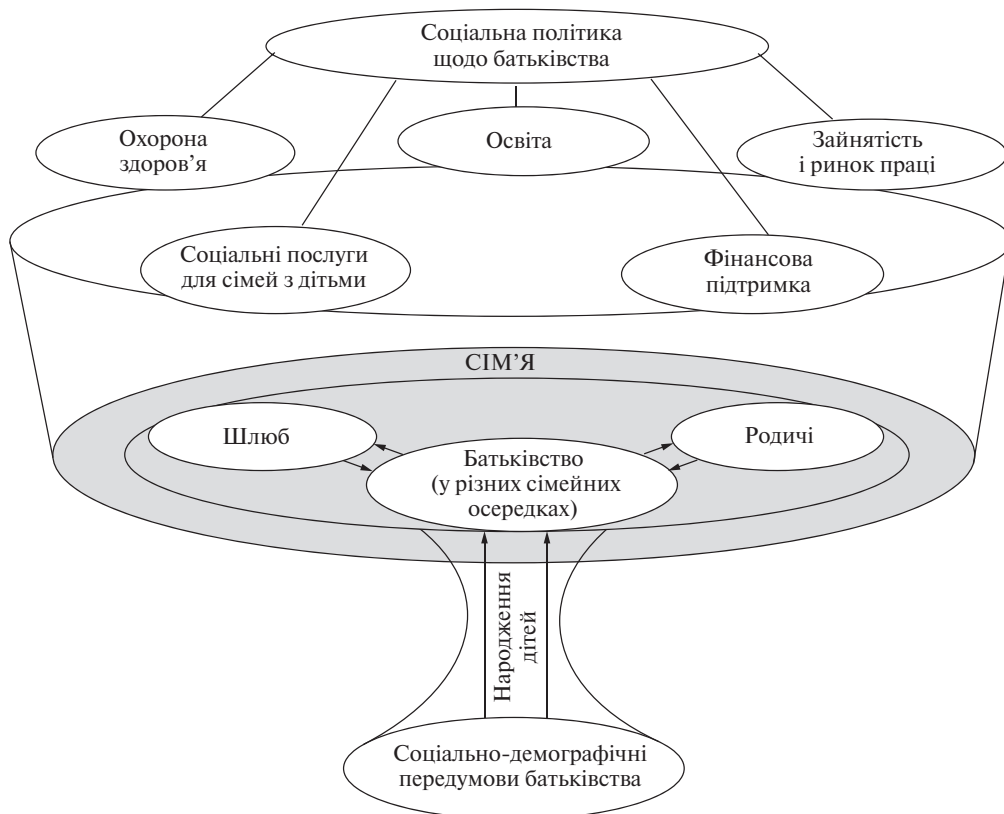 Соціальна політика
щодо батьківства
Охорона
здоров’я
Освіта
Зайнятість
і ринок праці
Соціальні послуги
для сімей з дітьми
Фінансова
підтримка
СІМ’Я
Шлюб
Родичі
Батьківство
(у різних сімейних
осередках)
Народження
дітей
Соціально-демографічні
передумови батьківства